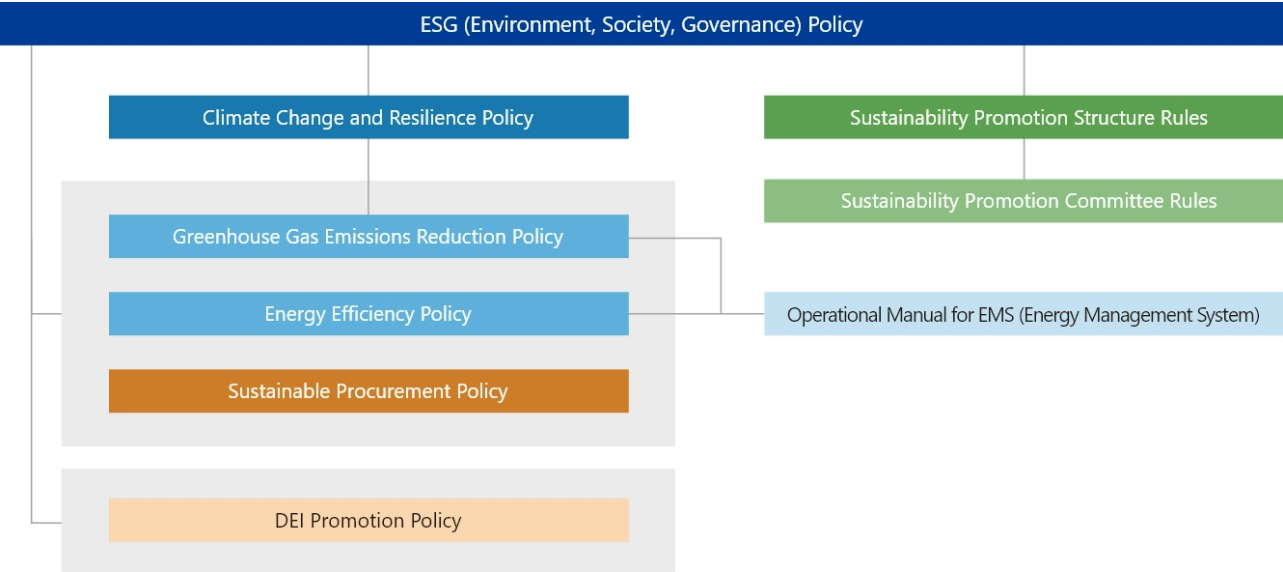 ESG (Environment, Society, Governance) Policy
Climate Change and Resilience Policy
Sustainability Promotion Structure Rules
Sustainability Promotion Committee Rules
Greenhouse Gas Emissions Reduction Policy
Energy Efficiency Policy
Operational Manual for EMS (Energy Management System)
Sustainable Procurement Policy
DEI Promotion Policy